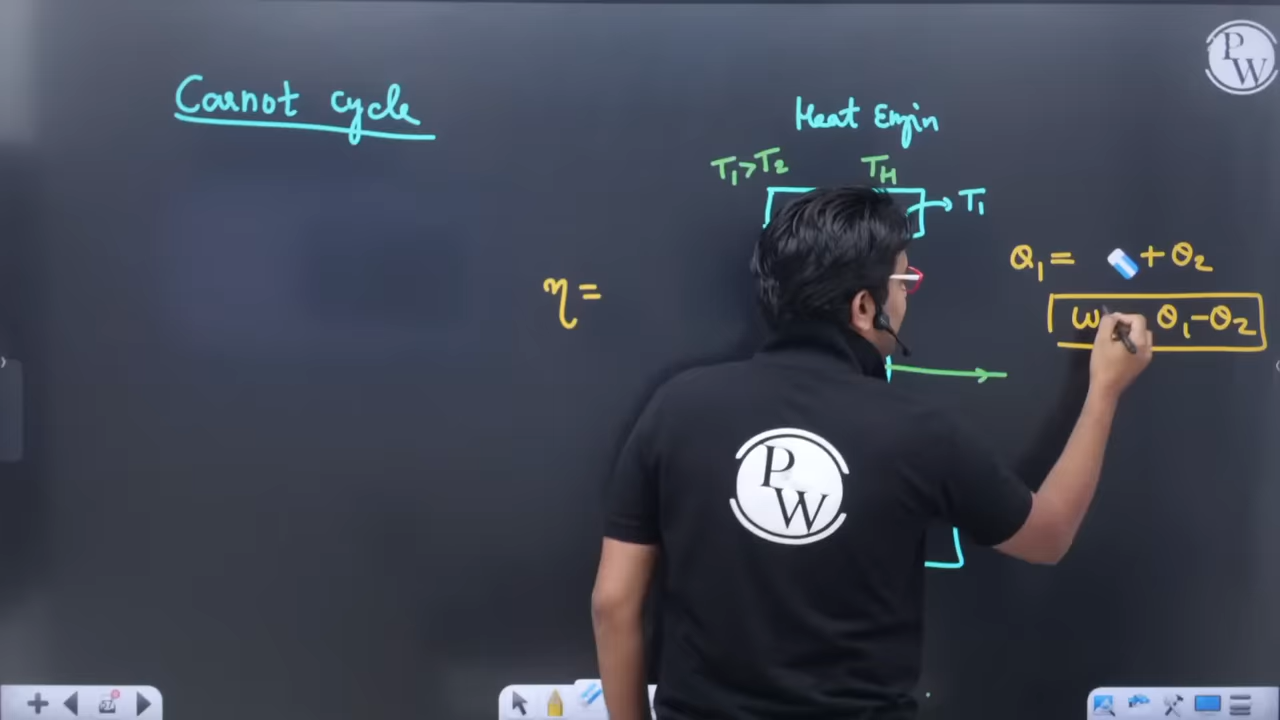 Carnot cycle
Heat Engin
T₁>T₂
T_H
T₁
η=
Q₁= + Q₂
W Q₁-Q₂
PW
PW